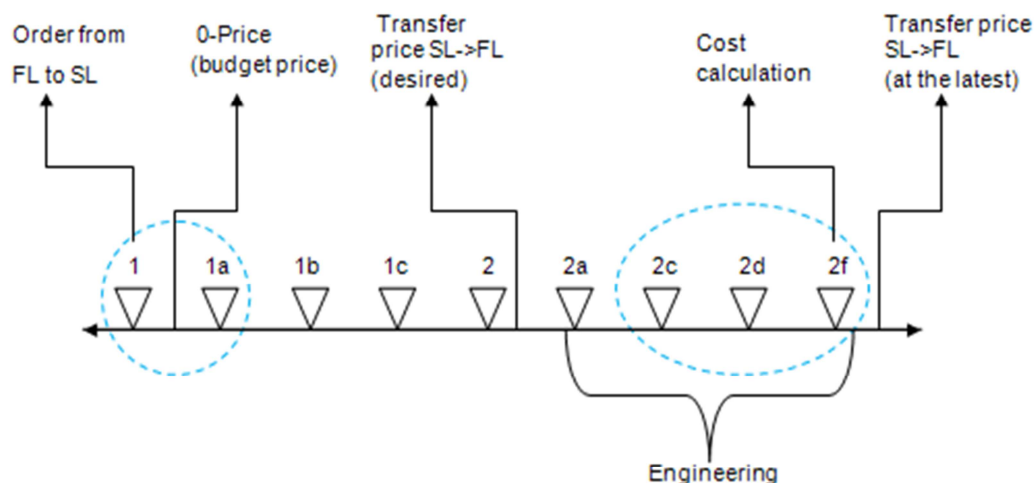 Order from
FL to SL
0-Price
(budget price)
Transfer
price SL->FL
(desired)
Cost
calculation
Transfer price
SL->FL
(at the latest)
1
1a
1b
1c
2
2a
2c
2d
2f
Engineering